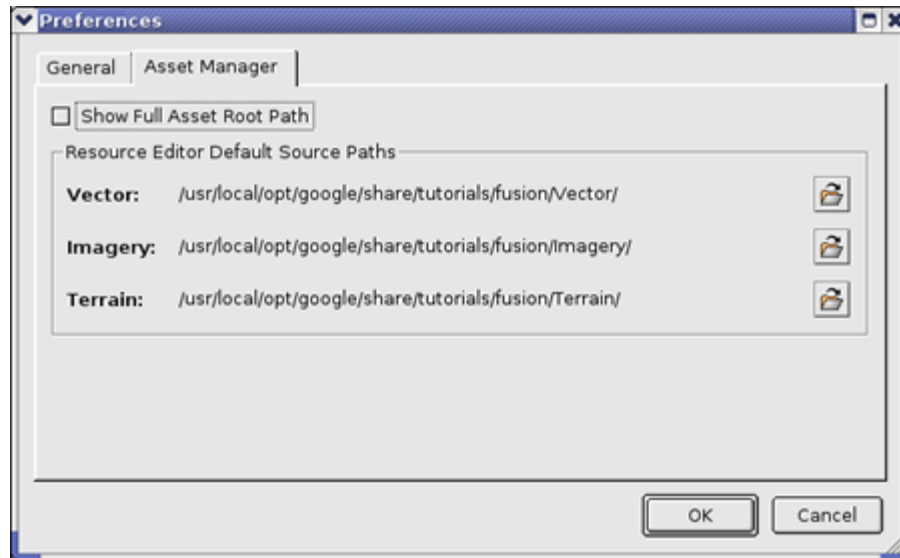 Preferences
General
Asset Manager
Show Full Asset Root Path
Resource Editor Default Source Paths
Vector: /usr/local/opt/google/share/tutorials/fusion/Vector/
Imagery: /usr/local/opt/google/share/tutorials/fusion/Imagery/
Terrain: /usr/local/opt/google/share/tutorials/fusion/Terrain/
OK
Cancel